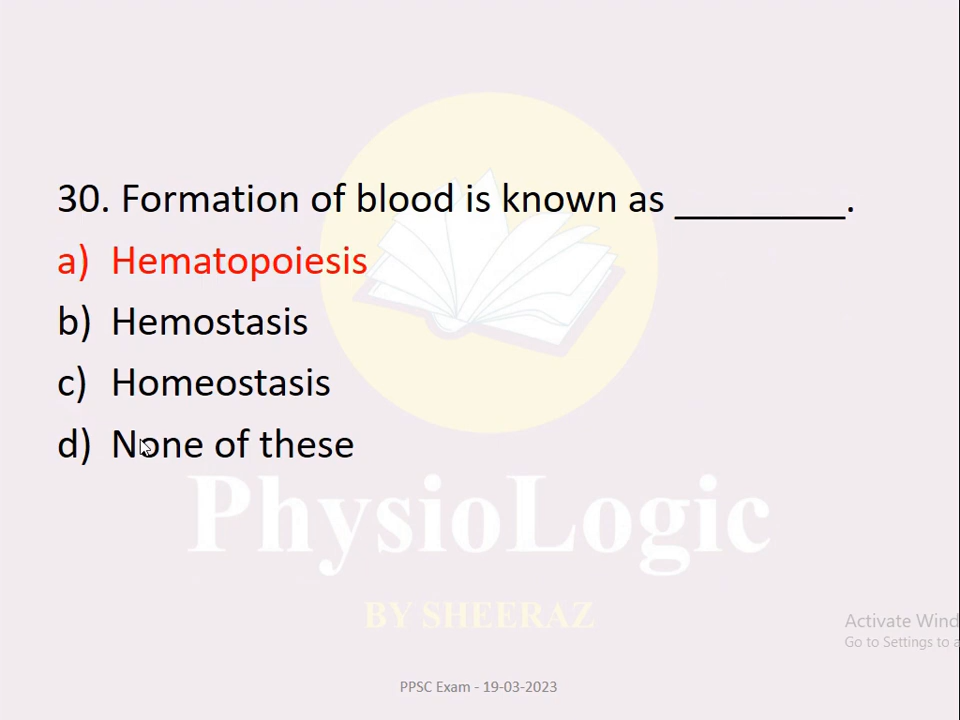 30. Formation of blood is known as ________.
a) Hematopoiesis
b) Hemostasis
c) Homeostasis
d) None of these
PhysioLogic
BY SHEERAZ
Activate Wind
Go to Settings to a
PPSC Exam - 19-03-2023